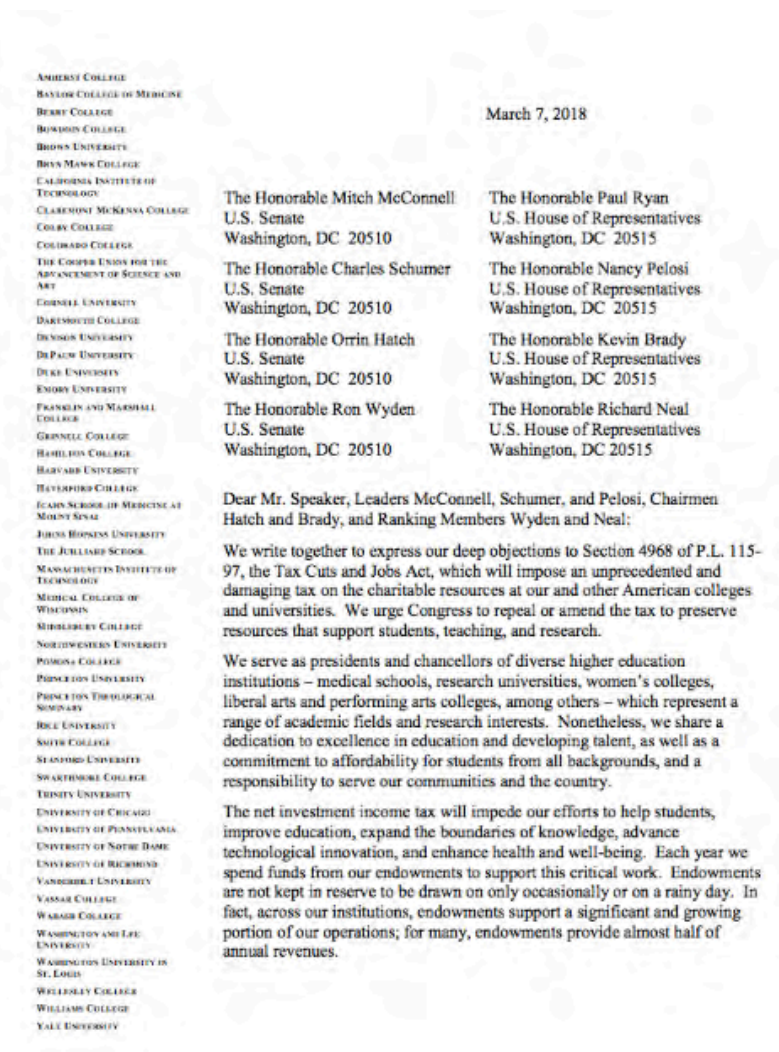 AMHERST COLLEGE
BAYLOR COLLEGE OF MEDICINE
BERRY COLLEGE
BOWDOIN COLLEGE
BROWN UNIVERSITY
BRYN MAWR COLLEGE
CALIFORNIA INSTITUTE OF
TECHNOLOGY
CLAREMONT MCKENNA COLLEGE
COLBY COLLEGE
COLORADO COLLEGE
THE COOPER UNION FOR THE
ADVANCEMENT OF SCIENCE AND
ART
CORNELL UNIVERSITY
DARTMOUTH COLLEGE
DENISON UNIVERSITY
DEPAUW UNIVERSITY
DUKE UNIVERSITY
EMORY UNIVERSITY
FRANKLIN AND MARSHALL
COLLEGE
GRINNELL COLLEGE
HAMILTON COLLEGE
HARVARD UNIVERSITY
HAVERFORD COLLEGE
ICAHN SCHOOL OF MEDICINE AT
MOUNT SINAI
JOHNS HOPKINS UNIVERSITY
THE JUILLIARD SCHOOL
MASSACHUSETTS INSTITUTE OF
TECHNOLOGY
MEDICAL COLLEGE OF
WISCONSIN
MIDDLEBURY COLLEGE
NORTHWESTERN UNIVERSITY
POMONA COLLEGE
PRINCETON UNIVERSITY
PRINCETON THEOLOGICAL
SEMINARY
RICE UNIVERSITY
SMITH COLLEGE
STANFORD UNIVERSITY
SWARTHMORE COLLEGE
TRINITY UNIVERSITY
UNIVERSITY OF CHICAGO
UNIVERSITY OF PENNSYLVANIA
UNIVERSITY OF NOTRE DAME
UNIVERSITY OF RICHMOND
VANDERBILT UNIVERSITY
VASSAR COLLEGE
WABASH COLLEGE
WASHINGTON AND LEE
UNIVERSITY
WASHINGTON UNIVERSITY IN
ST. LOUIS
WELLESLEY COLLEGE
WILLIAMS COLLEGE
YALE UNIVERSITY
March 7, 2018
The Honorable Mitch McConnell
U.S. Senate
Washington, DC 20510
The Honorable Paul Ryan
U.S. House of Representatives
Washington, DC 20515
The Honorable Charles Schumer
U.S. Senate
Washington, DC 20510
The Honorable Nancy Pelosi
U.S. House of Representatives
Washington, DC 20515
The Honorable Orrin Hatch
U.S. Senate
Washington, DC 20510
The Honorable Kevin Brady
U.S. House of Representatives
Washington, DC 20515
The Honorable Ron Wyden
U.S. Senate
Washington, DC 20510
The Honorable Richard Neal
U.S. House of Representatives
Washington, DC 20515
Dear Mr. Speaker, Leaders McConnell, Schumer, and Pelosi, Chairmen
Hatch and Brady, and Ranking Members Wyden and Neal:
We write together to express our deep objections to Section 4968 of P.L. 115-
97, the Tax Cuts and Jobs Act, which will impose an unprecedented and
damaging tax on the charitable resources at our and other American colleges
and universities. We urge Congress to repeal or amend the tax to preserve
resources that support students, teaching, and research.
We serve as presidents and chancellors of diverse higher education
institutions – medical schools, research universities, women's colleges,
liberal arts and performing arts colleges, among others – which represent a
range of academic fields and research interests. Nonetheless, we share a
dedication to excellence in education and developing talent, as well as a
commitment to affordability for students from all backgrounds, and a
responsibility to serve our communities and the country.
The net investment income tax will impede our efforts to help students,
improve education, expand the boundaries of knowledge, advance
technological innovation, and enhance health and well-being. Each year we
spend funds from our endowments to support this critical work. Endowments
are not kept in reserve to be drawn on only occasionally or on a rainy day. In
fact, across our institutions, endowments support a significant and growing
portion of our operations; for many, endowments provide almost half of
annual revenues.